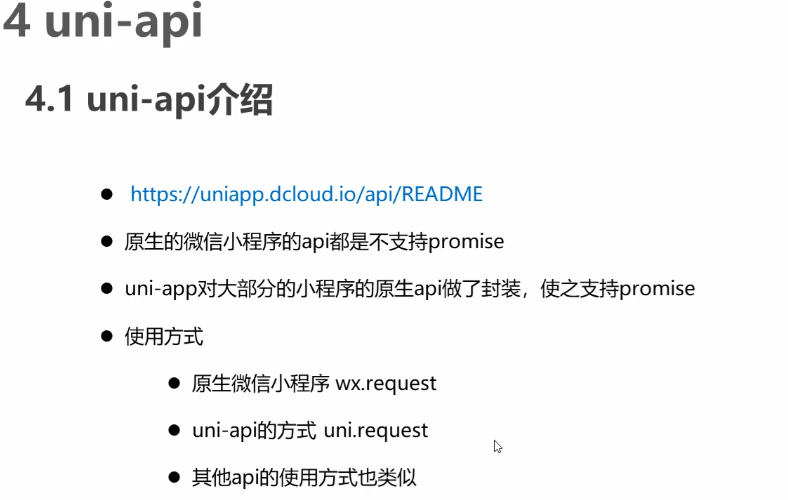 4 uni-api
4.1 uni-api介绍
https://uniapp.dcloud.io/api/README
原生的微信小程序的api都是不支持promise
uni-app对大部分的小程序的原生api做了封装，使之支持promise
使用方式
原生微信小程序 wx.request
uni-api的方式 uni.request
其他api的使用方式也类似